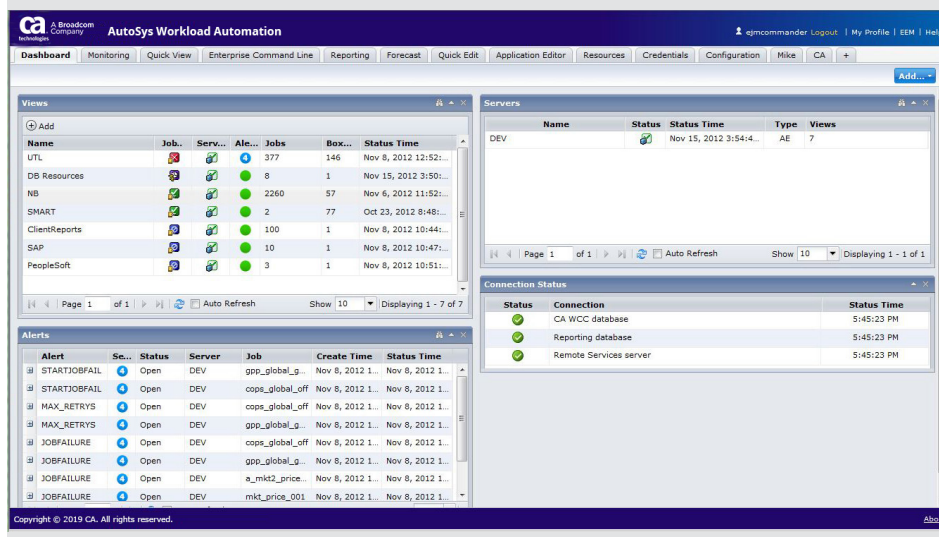 ca A Broadcom Company
technologies
AutoSys Workload Automation
ejmcommander Logout | My Profile | EEM | Help
Dashboard Monitoring Quick View Enterprise Command Line Reporting Forecast Quick Edit Application Editor Resources Credentials Configuration Mike CA +
Add...
Views
Add
Name Job.. Serv... Ale... Jobs Box... Status Time
UTL 4 377 146 Nov 8, 2012 12:52:...
DB Resources 8 1 Nov 15, 2012 3:50:...
NB 2260 57 Nov 6, 2012 11:52:...
SMART 2 77 Oct 23, 2012 8:48:...
ClientReports 100 1 Nov 8, 2012 10:44:...
SAP 10 1 Nov 8, 2012 10:47:...
PeopleSoft 3 1 Nov 8, 2012 10:51:...
Page 1 of 1 Auto Refresh Show 10 Displaying 1 - 7 of 7
Alerts
Alert Se... Status Server Job Create Time Status Time
STARTJOBFAIL 4 Open DEV gpp_global_g... Nov 8, 2012 1... Nov 8, 2012 1...
STARTJOBFAIL 4 Open DEV cops_global_off Nov 8, 2012 1... Nov 8, 2012 1...
MAX_RETRYS 4 Open DEV cops_global_off Nov 8, 2012 1... Nov 8, 2012 1...
MAX_RETRYS 4 Open DEV gpp_global_g... Nov 8, 2012 1... Nov 8, 2012 1...
JOBFAILURE 4 Open DEV cops_global_off Nov 8, 2012 1... Nov 8, 2012 1...
JOBFAILURE 4 Open DEV gpp_global_g... Nov 8, 2012 1... Nov 8, 2012 1...
JOBFAILURE 4 Open DEV a_mkt2_price... Nov 8, 2012 1... Nov 8, 2012 1...
JOBFAILURE 4 Open DEV mkt_price_001 Nov 8, 2012 1... Nov 8, 2012 1...
Servers
Name Status Status Time Type Views
DEV Nov 15, 2012 3:54:4... AE 7
Page 1 of 1 Auto Refresh Show 10 Displaying 1 - 1 of 1
Connection Status
Status Connection Status Time
CA WCC database 5:45:23 PM
Reporting database 5:45:23 PM
Remote Services server 5:45:23 PM
Copyright © 2019 CA. All rights reserved.
Abo